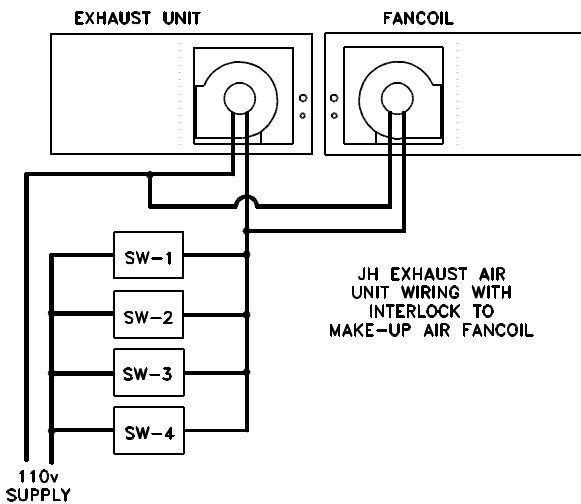 EXHAUST UNIT
FANCOIL
SW-1
SW-2
SW-3
SW-4
JH EXHAUST AIR
UNIT WIRING WITH
INTERLOCK TO
MAKE-UP AIR FANCOIL
110v
SUPPLY